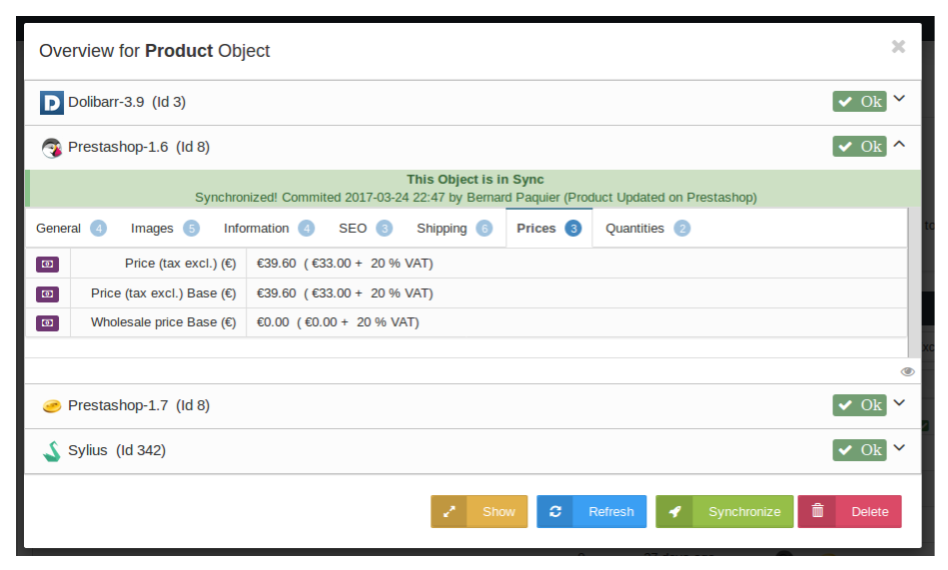 Overview for Product Object
Dolibarr-3.9 (Id 3)
Ok
Prestashop-1.6 (Id 8)
Ok
This Object is in Sync
Synchronized! Commited 2017-03-24 22:47 by Bernard Paquier (Product Updated on Prestashop)
General 4 Images 5 Information 4 SEO 3 Shipping 6 Prices 3 Quantities 2
Price (tax excl.) (€) €39.60 ( €33.00 + 20 % VAT)
Price (tax excl.) Base (€) €39.60 ( €33.00 + 20 % VAT)
Wholesale price Base (€) €0.00 ( €0.00 + 20 % VAT)
Prestashop-1.7 (Id 8)
Ok
Sylius (Id 342)
Ok
Show Refresh Synchronize Delete